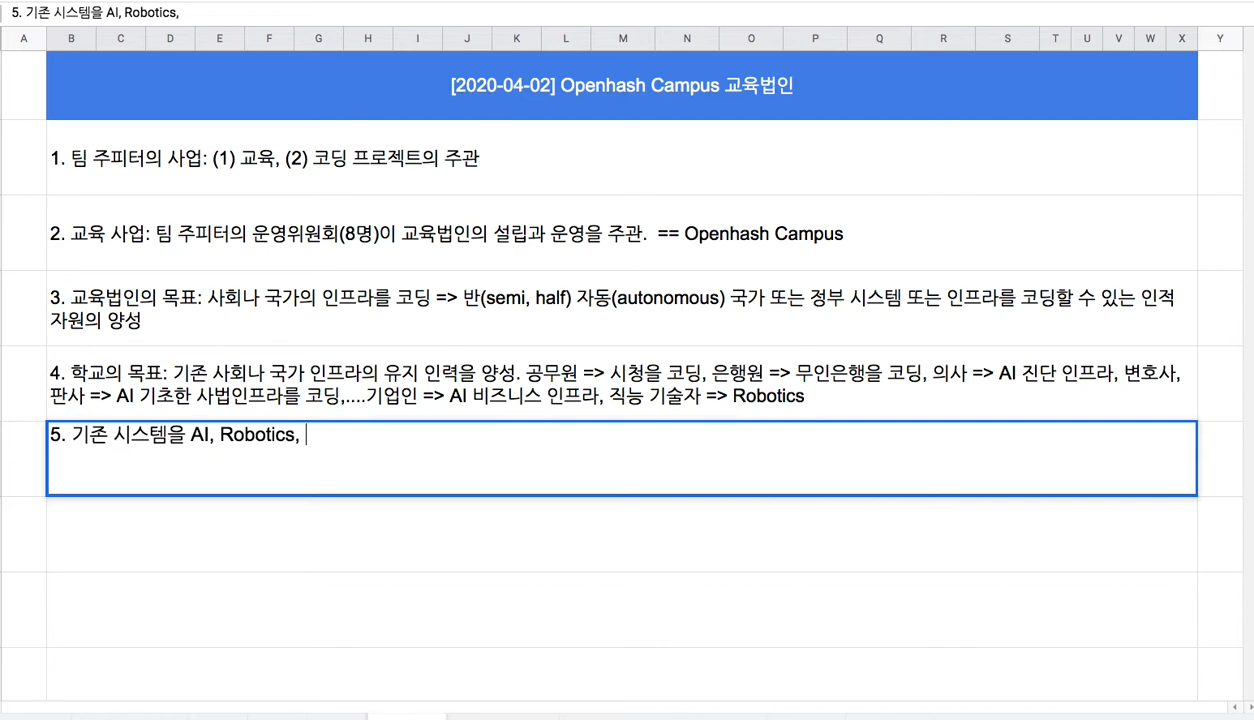 5. 기존 시스템을 AI, Robotics,
A B C D E F G H I J K L M N O P Q R S T U V W X Y
[2020-04-02] Openhash Campus 교육법인
1. 팀 주피터의 사업: (1) 교육, (2) 코딩 프로젝트의 주관
2. 교육 사업: 팀 주피터의 운영위원회(8명)이 교육법인의 설립과 운영을 주관. == Openhash Campus
3. 교육법인의 목표: 사회나 국가의 인프라를 코딩 => 반(semi, half) 자동(autonomous) 국가 또는 정부 시스템 또는 인프라를 코딩할 수 있는 인적
자원의 양성
4. 학교의 목표: 기존 사회나 국가 인프라의 유지 인력을 양성. 공무원 => 시청을 코딩, 은행원 => 무인은행을 코딩, 의사 => AI 진단 인프라, 변호사,
판사 => AI 기초한 사법인프라를 코딩,....기업인 => AI 비즈니스 인프라, 직능 기술자 => Robotics
5. 기존 시스템을 AI, Robotics,